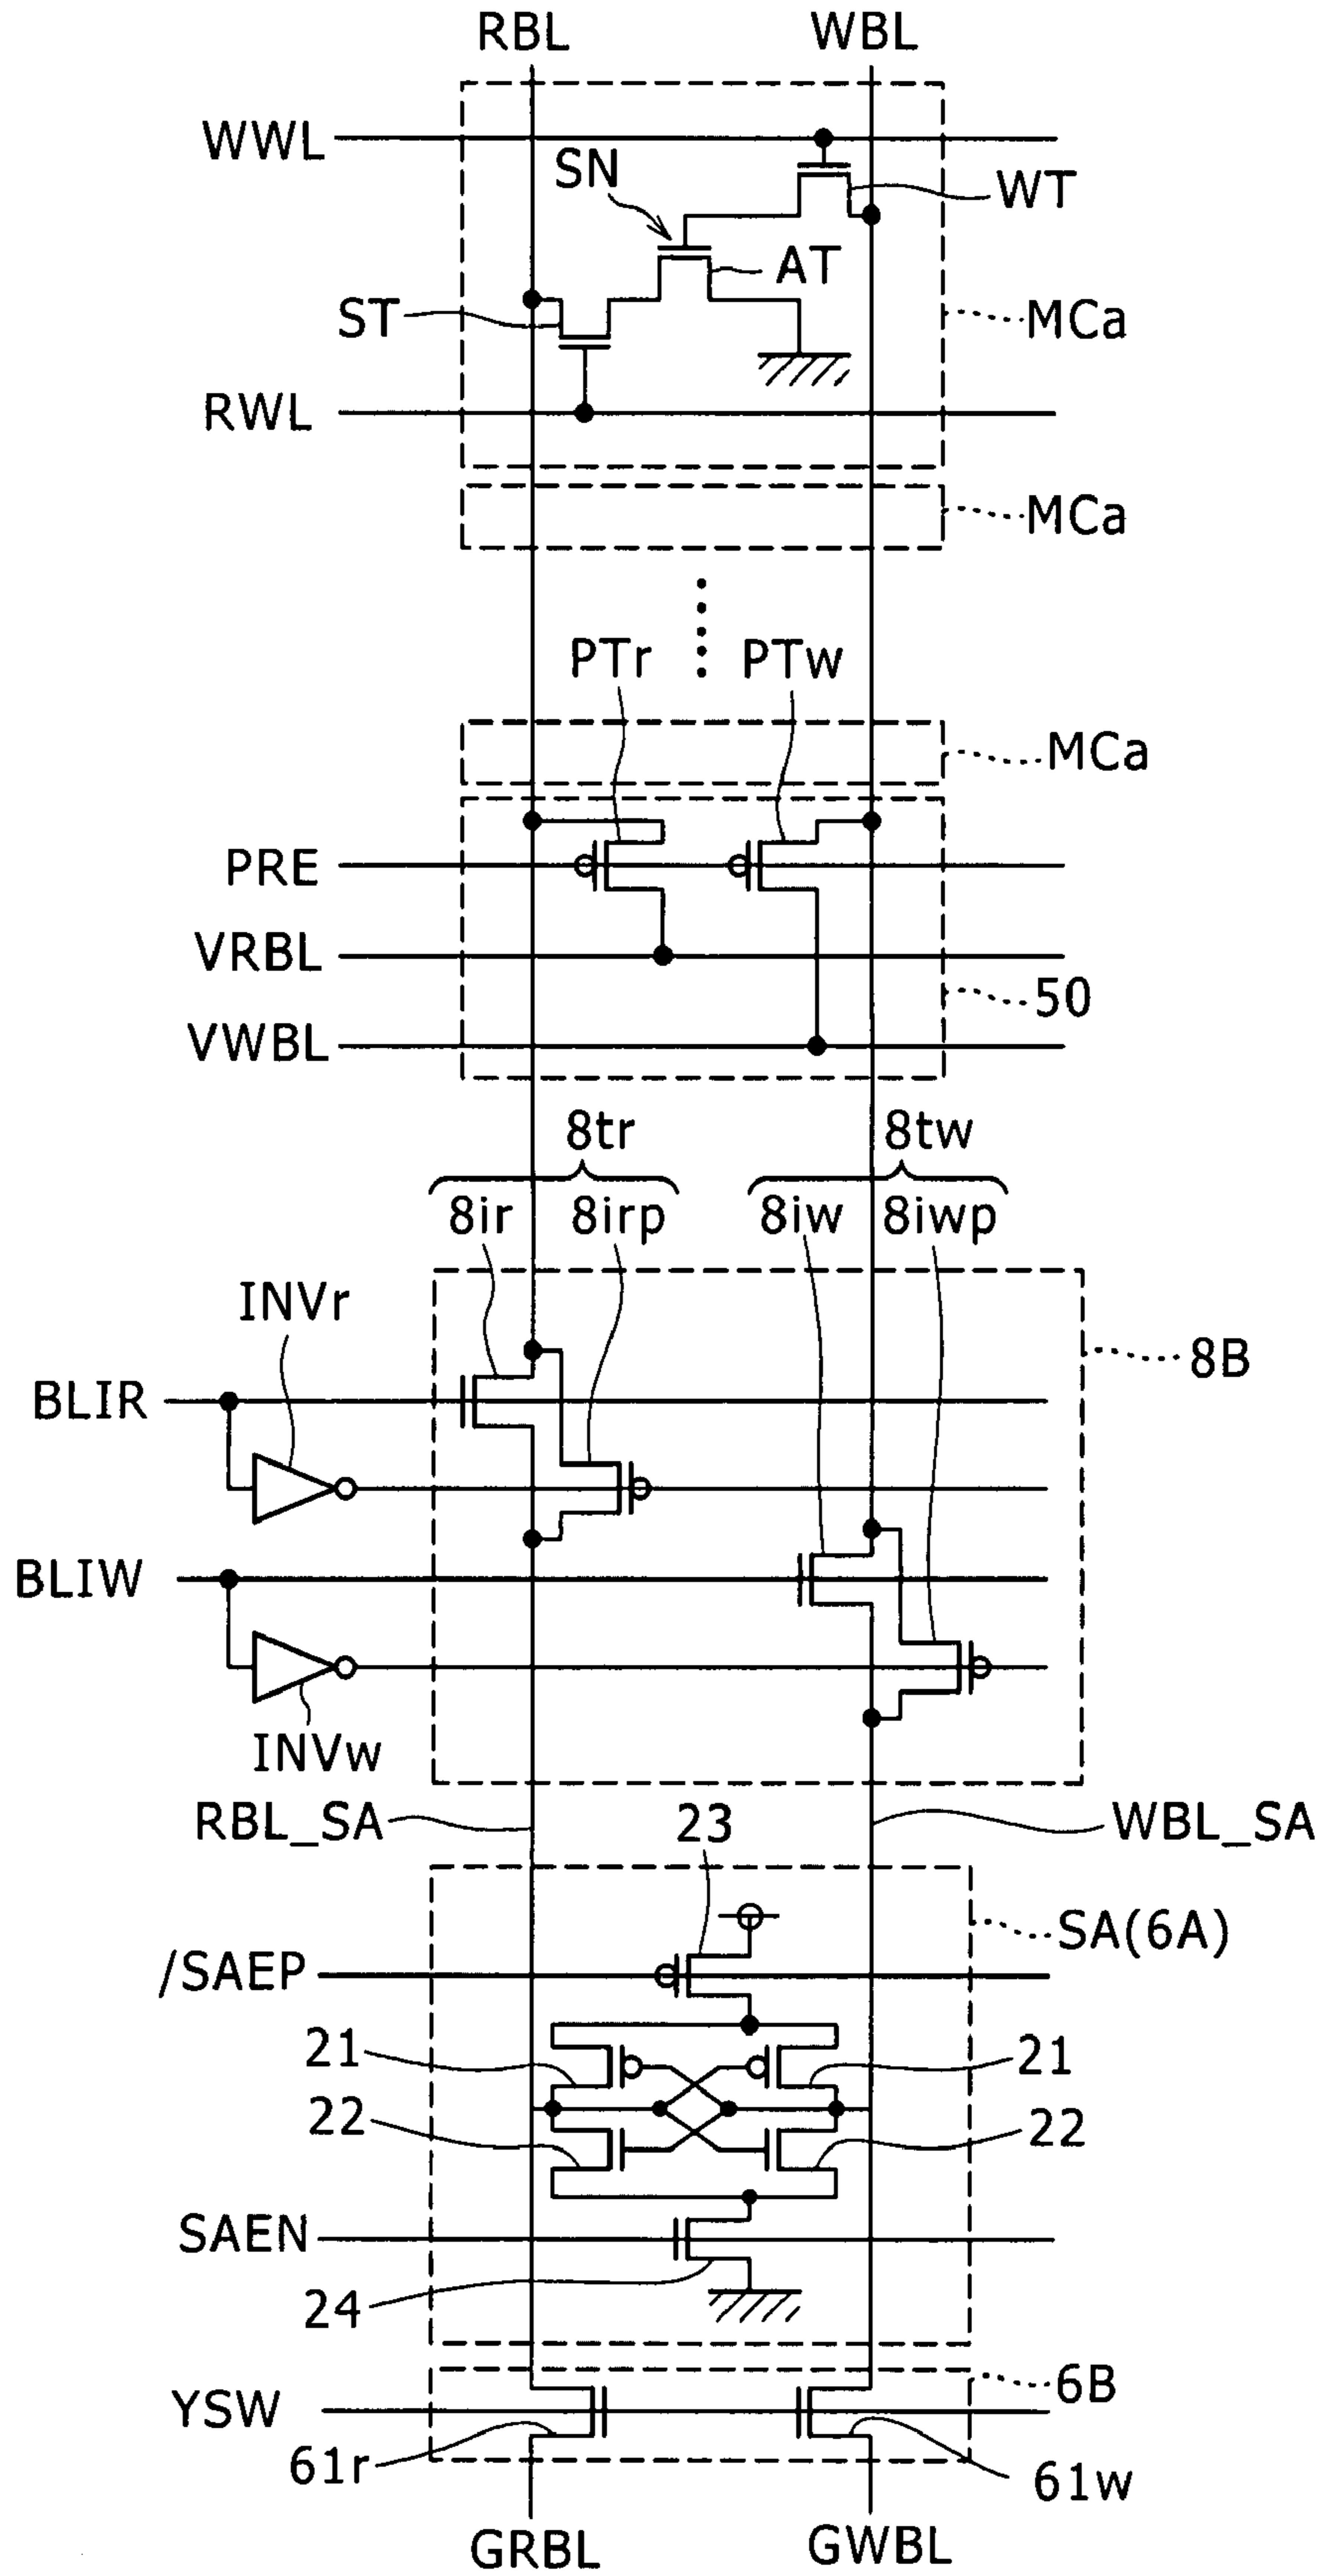 RBL WBL
WWL
SN
WT
AT
ST
MCa
RWL
MCa
PTr PTw
MCa
PRE
VRBL
50
VWBL
8tr 8tw
8ir 8irp 8iw 8iwp
INVr
8B
BLIR
BLIW
INVw
RBL_SA 23 WBL_SA
SA(6A)
/SAEP
21 21
22 22
SAEN
24
6B
YSW
61r 61w
GRBL GWBL